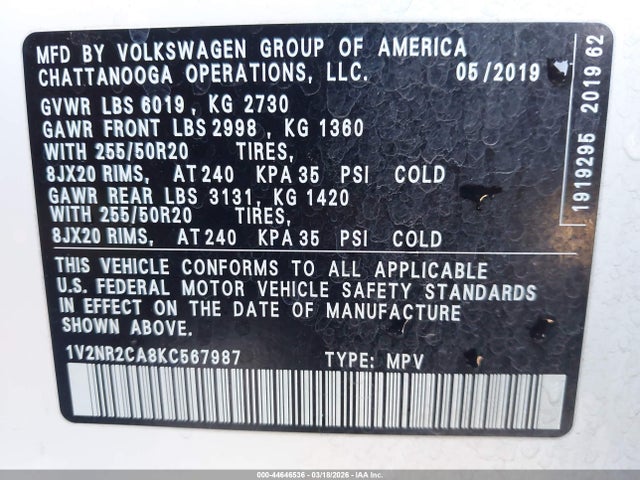 MFD BY VOLKSWAGEN GROUP OF AMERICA
CHATTANOOGA OPERATIONS, LLC. 05/2019
GVWR LBS 6019, KG 2730
GAWR FRONT LBS 2998, KG 1360
WITH 255/50R20 TIRES,
8JX20 RIMS, AT 240 KPA 35 PSI COLD
GAWR REAR LBS 3131, KG 1420
WITH 255/50R20 TIRES,
8JX20 RIMS, AT 240 KPA 35 PSI COLD
THIS VEHICLE CONFORMS TO ALL APPLICABLE
U.S. FEDERAL MOTOR VEHICLE SAFETY STANDARDS
IN EFFECT ON THE DATE OF MANUFACTURE
SHOWN ABOVE.
1V2NR2CA8KC567987 TYPE: MPV
1919295 2019 62
000-44646536 - 03/18/2026 - IAA Inc.